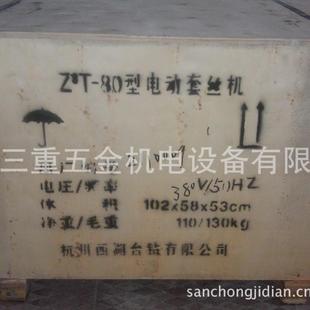 Z3T-80型电动套丝机
三重五金机电设备有限
电压/频率 380V/50HZ
体 积 102x58x53cm
净重/毛重 110/130kg
杭州西湖台钻有限公司
sanchongjidian.cn